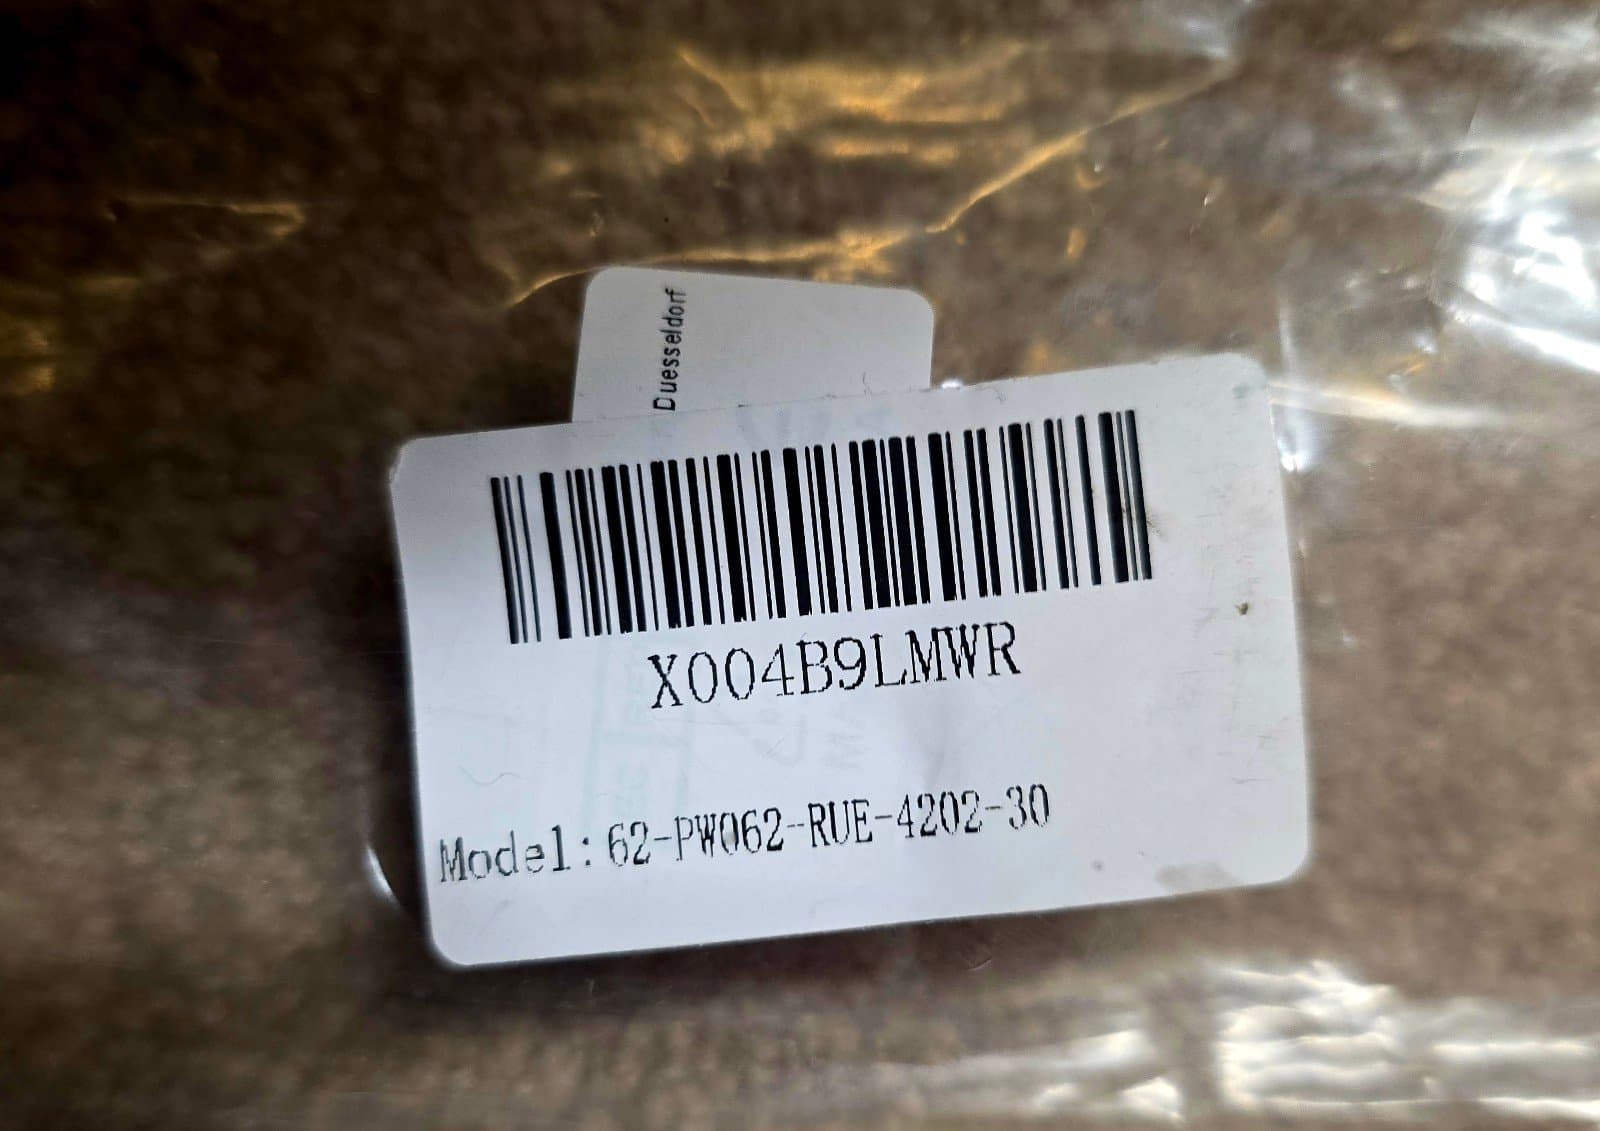 Duesseldorf
X004B9LMWR
Model:62-PW062-RUE-4202-30